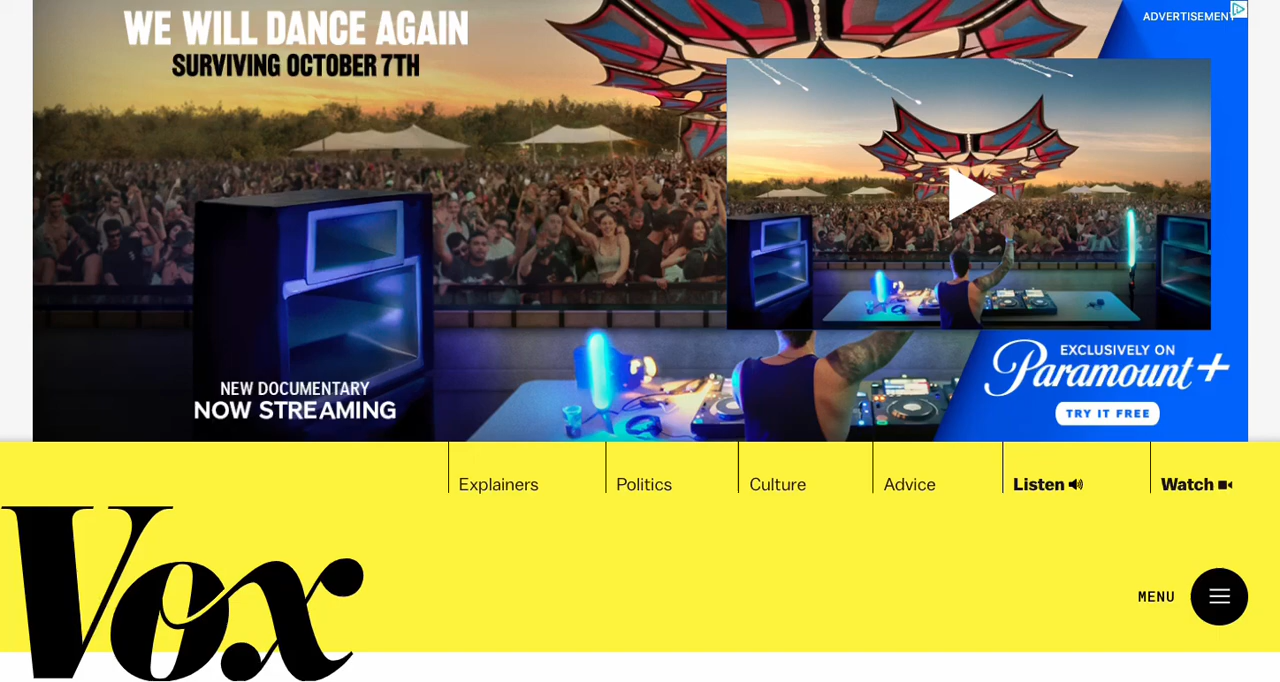 WE WILL DANCE AGAIN
SURVIVING OCTOBER 7TH
ADVERTISEMENT
NEW DOCUMENTARY
NOW STREAMING
EXCLUSIVELY ON
Paramount+
TRY IT FREE
Explainers
Politics
Culture
Advice
Listen
Watch
Vox
MENU